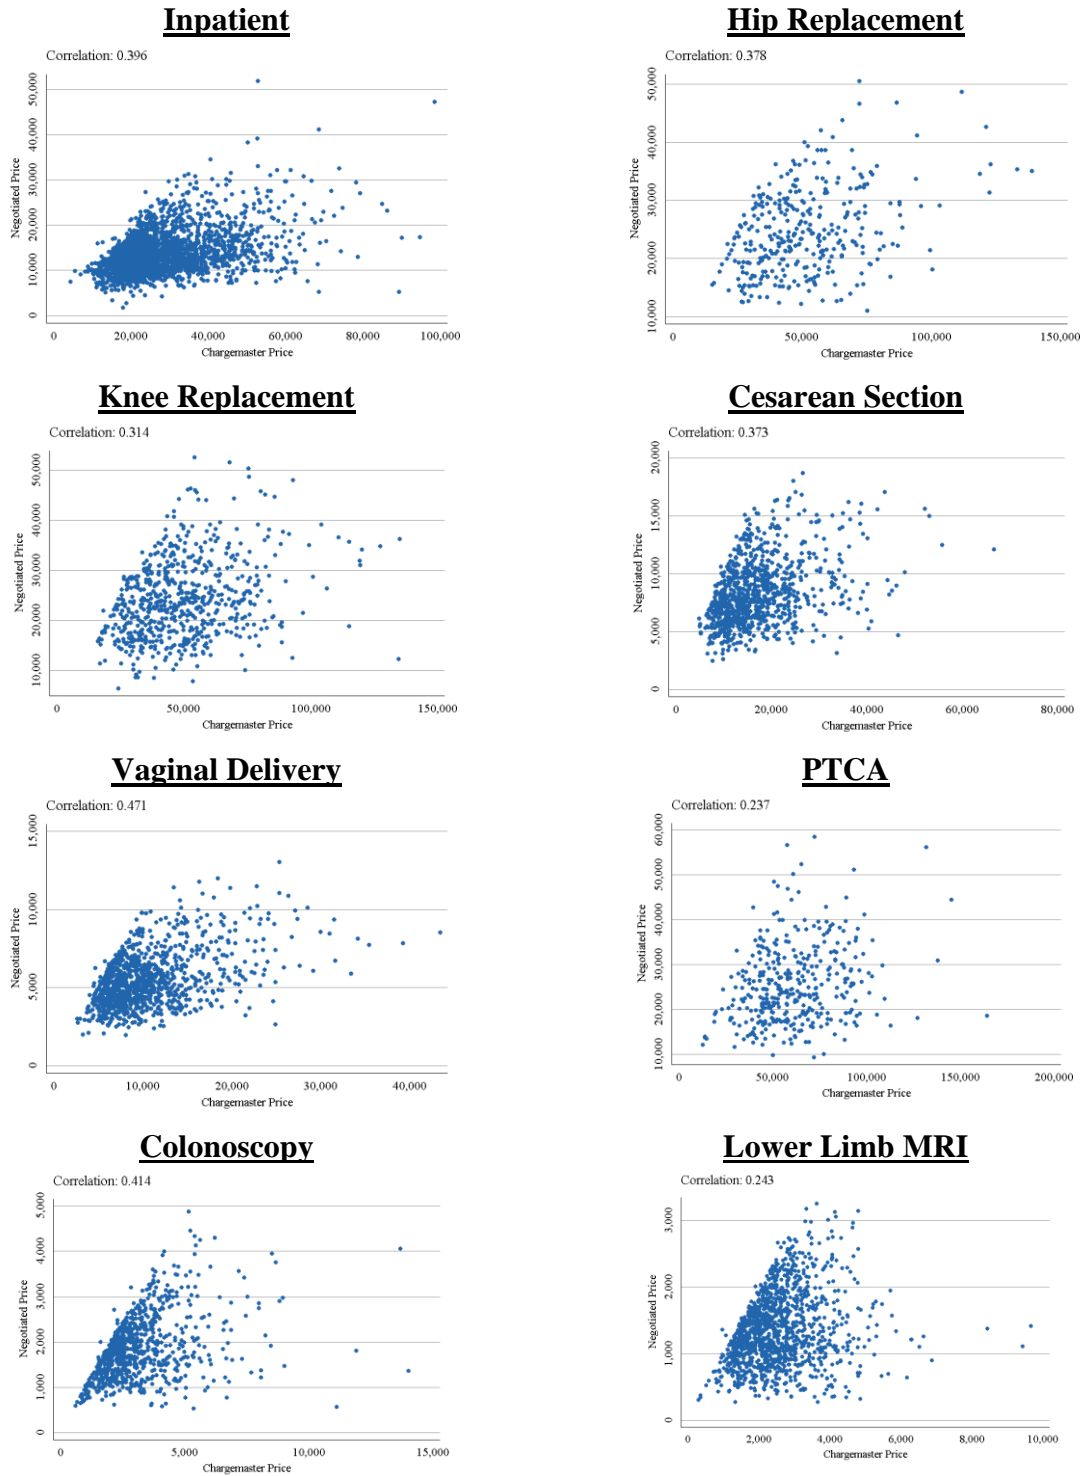 Inpatient
Correlation: 0.396
Negotiated Price
50,000
40,000
30,000
20,000
10,000
0
0 20,000 40,000 60,000 80,000 100,000
Chargemaster Price
Hip Replacement
Correlation: 0.378
Negotiated Price
50,000
40,000
30,000
20,000
10,000
0 50,000 100,000 150,000
Chargemaster Price
Knee Replacement
Correlation: 0.314
Negotiated Price
50,000
40,000
30,000
20,000
10,000
0 50,000 100,000 150,000
Chargemaster Price
Cesarean Section
Correlation: 0.373
Negotiated Price
20,000
15,000
10,000
5,000
0
0 20,000 40,000 60,000 80,000
Chargemaster Price
Vaginal Delivery
Correlation: 0.471
Negotiated Price
15,000
10,000
5,000
0
0 10,000 20,000 30,000 40,000
Chargemaster Price
PTCA
Correlation: 0.237
Negotiated Price
60,000
50,000
40,000
30,000
20,000
10,000
0 50,000 100,000 150,000 200,000
Chargemaster Price
Colonoscopy
Correlation: 0.414
Negotiated Price
5,000
4,000
3,000
2,000
1,000
0
0 5,000 10,000 15,000
Chargemaster Price
Lower Limb MRI
Correlation: 0.243
Negotiated Price
3,000
2,000
1,000
0
0 2,000 4,000 6,000 8,000 10,000
Chargemaster Price